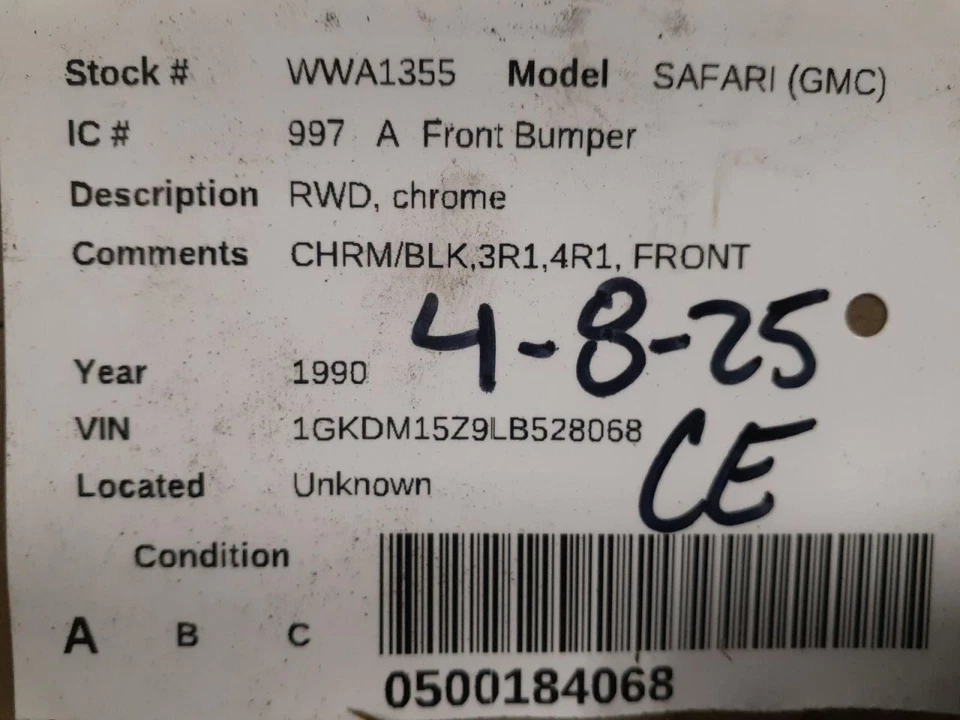 Stock # WWA1355 Model SAFARI (GMC)
IC # 997 A Front Bumper
Description RWD, chrome
Comments CHRM/BLK,3R1,4R1, FRONT
4-8-25
Year 1990
VIN 1GKDM15Z9LB528068
CE
Located Unknown
Condition
A B C
0500184068